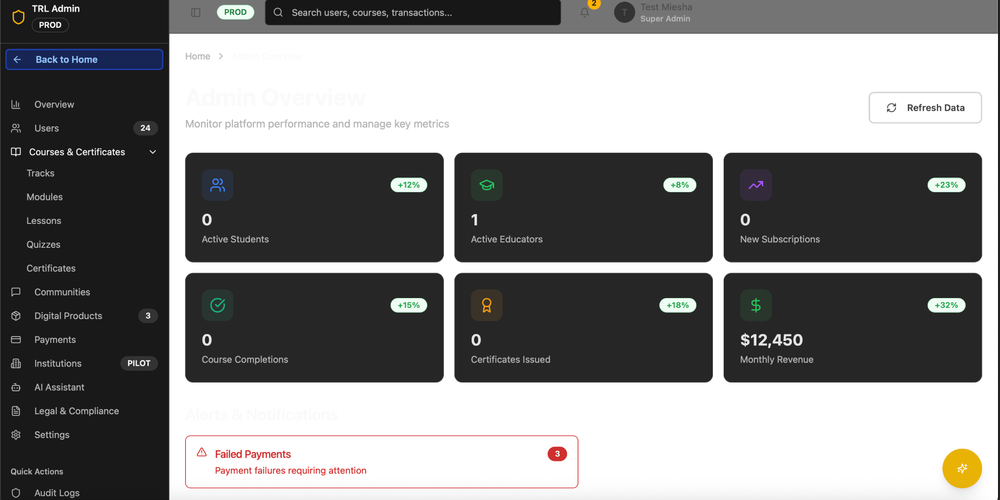 TRL Admin
PROD
Back to Home
Overview
Users 24
Courses & Certificates
Tracks
Modules
Lessons
Quizzes
Certificates
Communities
Digital Products 3
Payments
Institutions PILOT
AI Assistant
Legal & Compliance
Settings
Quick Actions
Audit Logs
PROD
Search users, courses, transactions...
2
T
Test Miesha
Super Admin
Home > Admin Overview
Admin Overview
Monitor platform performance and manage key metrics
Refresh Data
+12%
0
Active Students
+8%
1
Active Educators
+23%
0
New Subscriptions
+15%
0
Course Completions
+18%
0
Certificates Issued
+32%
$12,450
Monthly Revenue
Alerts & Notifications
Failed Payments 3
Payment failures requiring attention